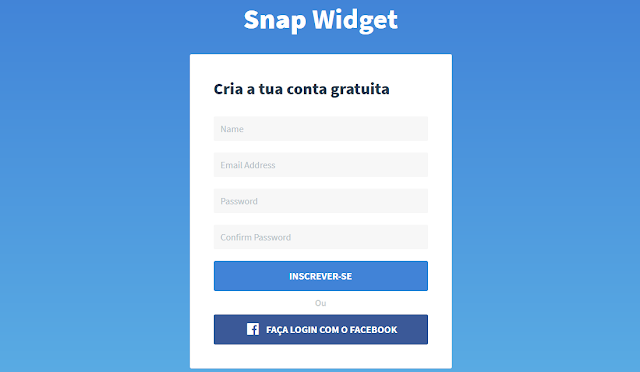 Snap Widget
Cria a tua conta gratuita
Name
Email Address
Password
Confirm Password
INSCREVER-SE
Ou
FAÇA LOGIN COM O FACEBOOK